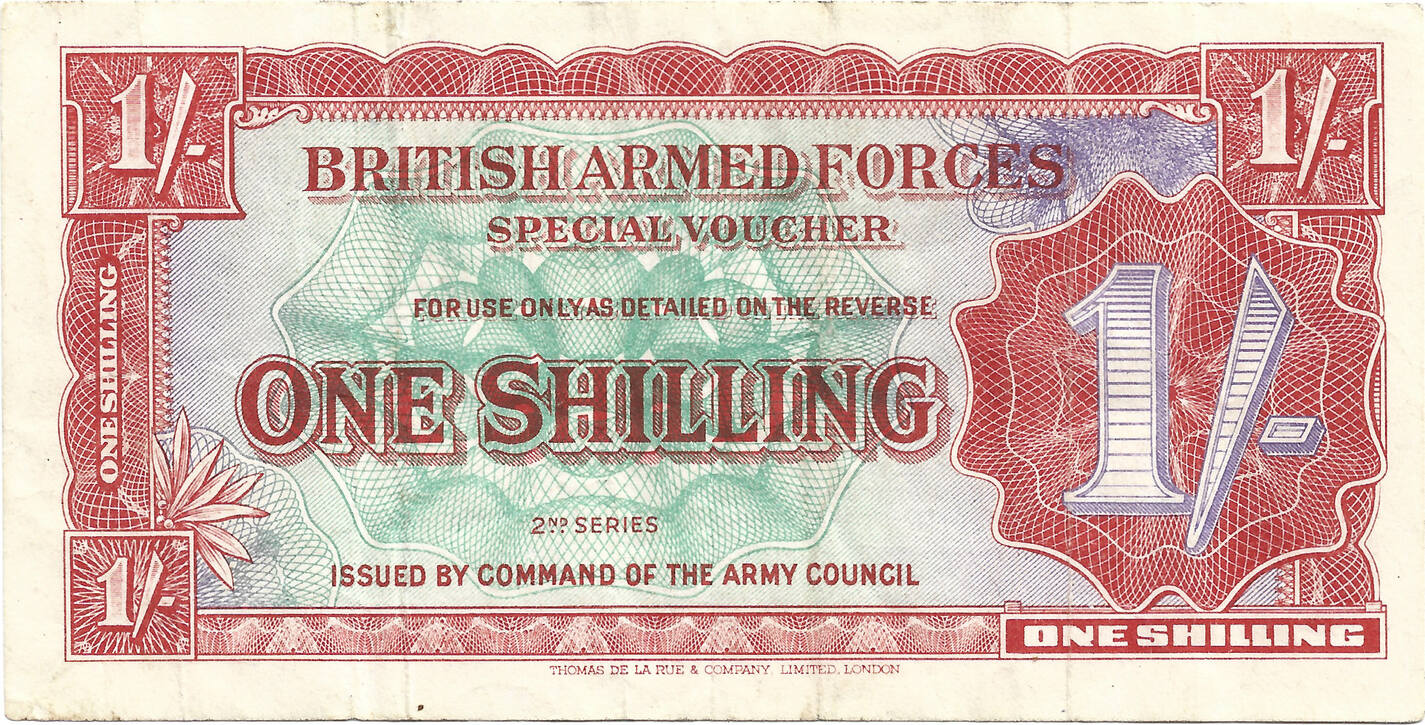 1/-
1/-
BRITISH ARMED FORCES
SPECIAL VOUCHER
FOR USE ONLY AS DETAILED ON THE REVERSE
ONE SHILLING
ONE SHILLING
1/-
2ND SERIES
ISSUED BY COMMAND OF THE ARMY COUNCIL
1/-
ONE SHILLING
THOMAS DE LA RUE & COMPANY, LIMITED, LONDON